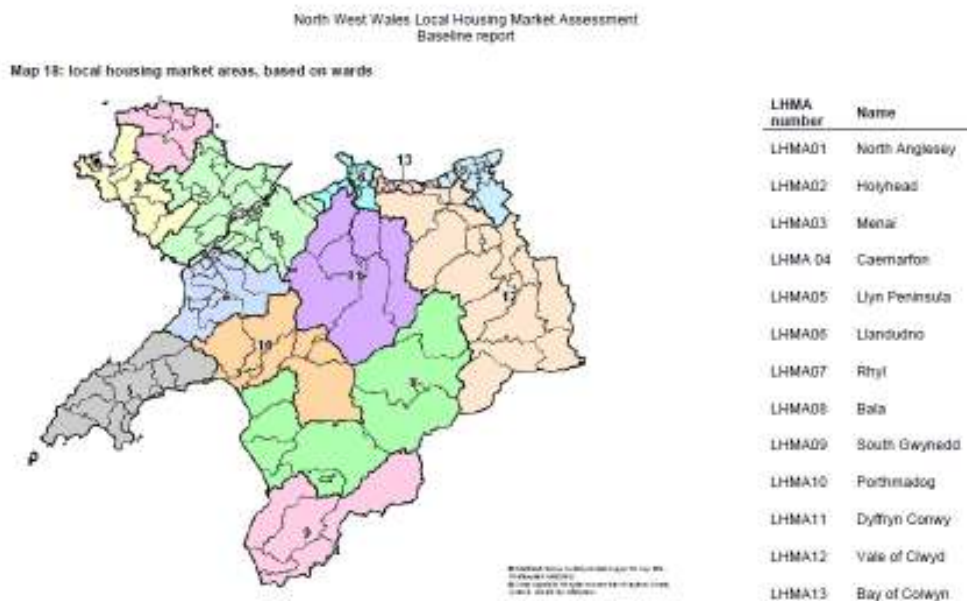 North West Wales Local Housing Market Assessment
Baseline report
Map 18: local housing market areas, based on wards
13
2
11
12
10
8
9
LHMA number Name
LHMA01 North Anglesey
LHMA02 Holyhead
LHMA03 Menai
LHMA 04 Caernarfon
LHMA05 Llyn Peninsula
LHMA06 Llandudno
LHMA07 Rhyl
LHMA08 Bala
LHMA09 South Gwynedd
LHMA10 Porthmadog
LHMA11 Dyffryn Conwy
LHMA12 Vale of Clwyd
LHMA13 Bay of Colwyn